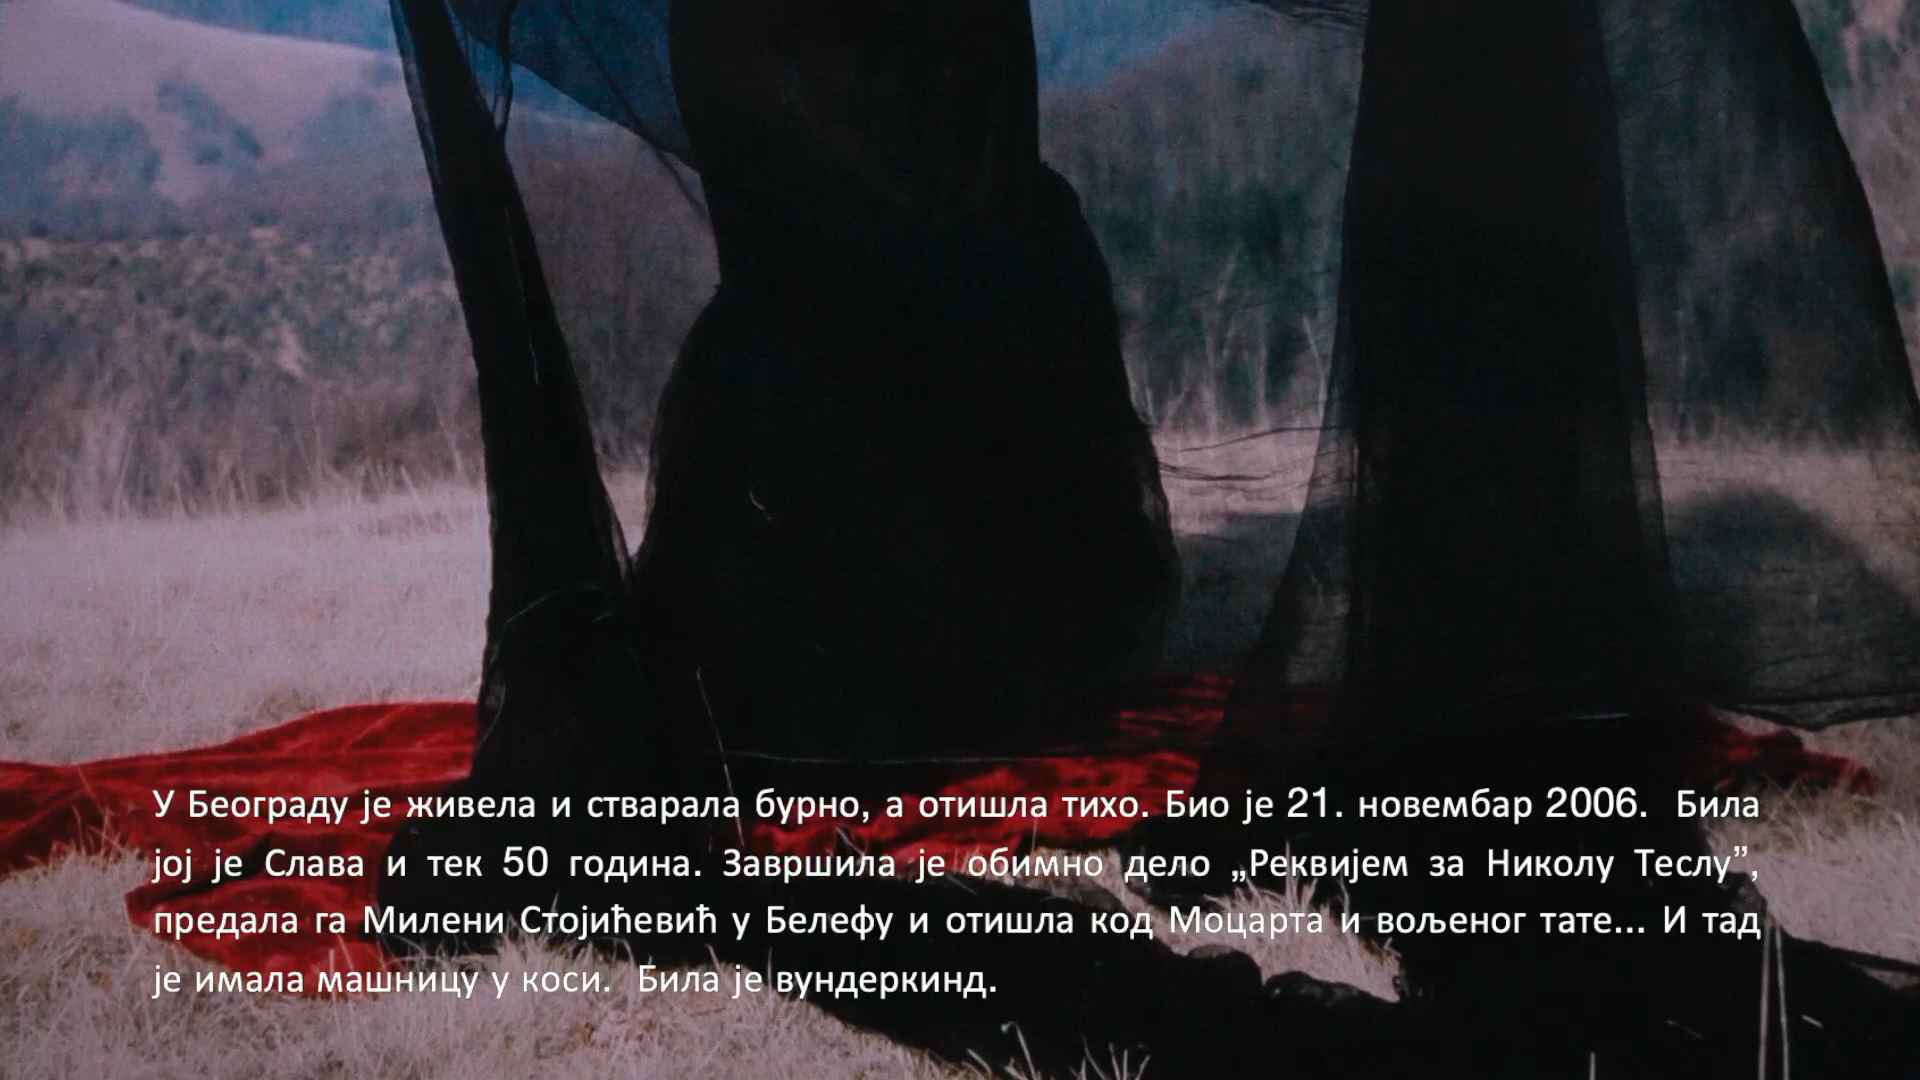 У Београду је живела и стварала бурно, а отишла тихо. Био је 21. новембар 2006. Била
јој је Слава и тек 50 година. Завршила је обимно дело „Реквијем за Николу Теслу”,
предала га Милени Стојићевић у Белефу и отишла код Моцарта и вољеног тате... И тад
је имала машницу у коси. Била је вундеркинд.